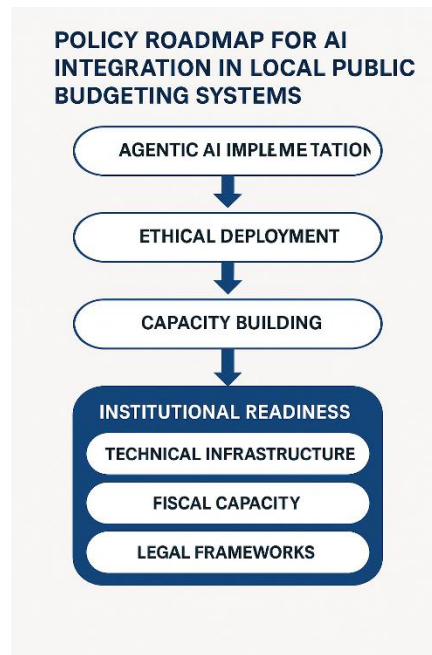 POLICY ROADMAP FOR AI
INTEGRATION IN LOCAL PUBLIC
BUDGETING SYSTEMS
AGENTIC AI IMPLEME TATION
ETHICAL DEPLOYMENT
CAPACITY BUILDING
INSTITUTIONAL READINESS
TECHNICAL INFRASTRUCTURE
FISCAL CAPACITY
LEGAL FRAMEWORKS